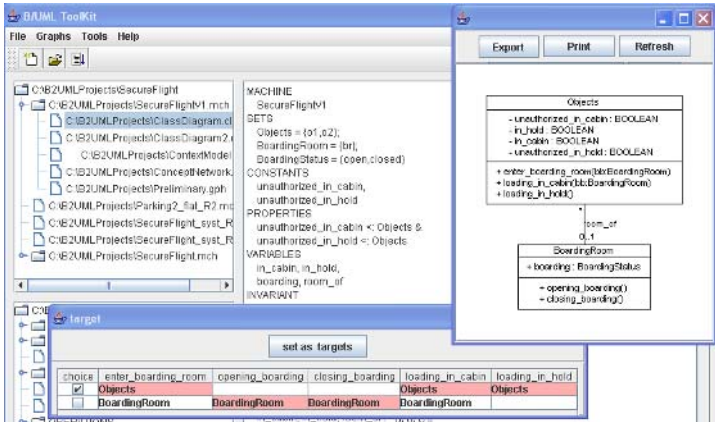 B/UML ToolKit
File Graphs Tools Help
C:\B2UMLProjects\SecureFlight
C:\B2UMLProjects\SecureFlightV1.mch
C:\B2UMLProjects\ClassDiagram.cl
C:\B2UMLProjects\ClassDiagram2.
C:\B2UMLProjects\ContextModel
C:\B2UMLProjects\ConceptNetwork.
C:\B2UMLProjects\Preliminary.gph
C:\B2UMLProjects\Parking2_flat_R2.mc
C:\B2UMLProjects\SecureFlight_syst_R
C:\B2UMLProjects\SecureFlight_syst_R
C:\B2UMLProjects\SecureFlight.mch
MACHINE
SecureFlightV1
SETS
Objects = {o1,o2};
BoardingRoom = {br};
BoardingStatus = {open,closed}
CONSTANTS
unauthorized_in_cabin,
unauthorized_in_hold
PROPERTIES
unauthorized_in_cabin <: Objects &
unauthorized_in_hold <: Objects
VARIABLES
in_cabin, in_hold,
boarding, room_of
INVARIANT
Export Print Refresh
Objects
- unauthorized_in_cabin : BOOLEAN
- in_hold : BOOLEAN
- in_cabin : BOOLEAN
- unauthorized_in_hold : BOOLEAN
+ enter_boarding_room(bb:BoardingRoom)
+ loading_in_cabin(bb:BoardingRoom)
+ loading_in_hold()
*
room_of
0..1
BoardingRoom
+ boarding : BoardingStatus
+ opening_boarding()
+ closing_boarding()
target
set as targets
choice enter_boarding_room opening_boarding closing_boarding loading_in_cabin loading_in_hold
Objects Objects Objects
BoardingRoom BoardingRoom BoardingRoom BoardingRoom